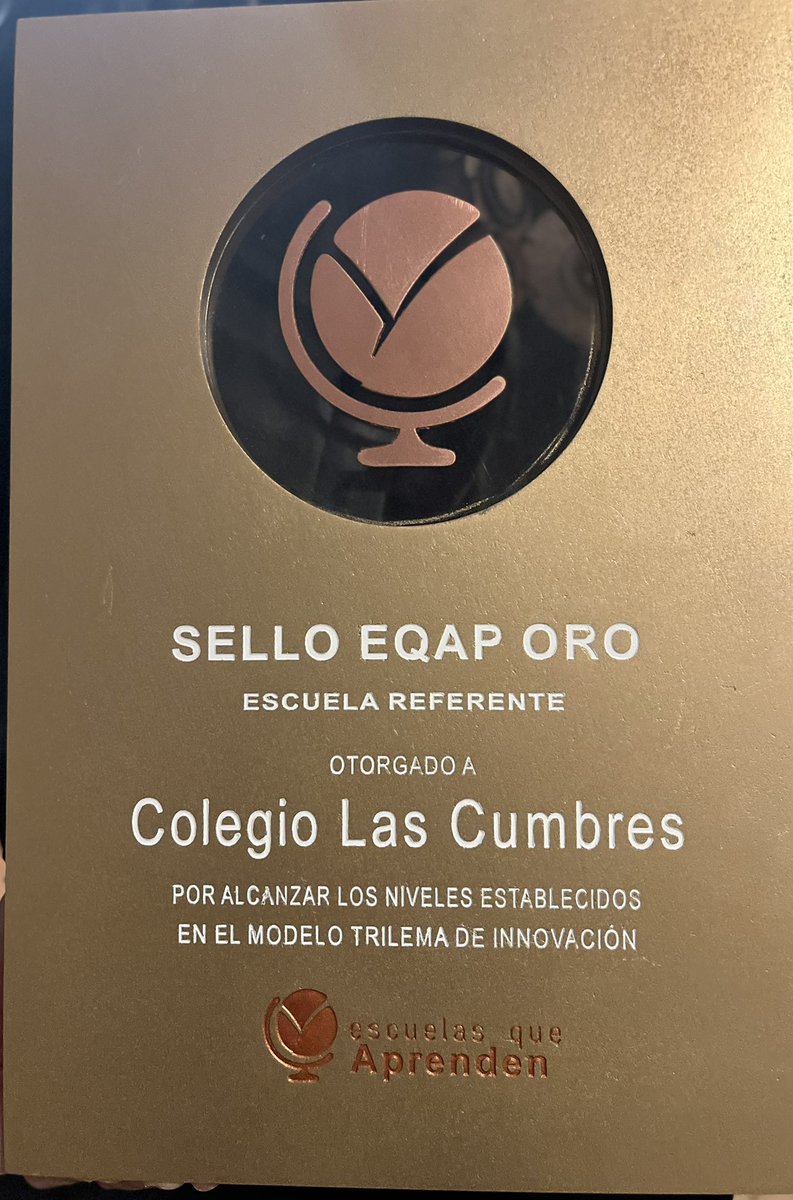 SELLO EQAP ORO
ESCUELA REFERENTE
OTORGADO A
Colegio Las Cumbres
POR ALCANZAR LOS NIVELES ESTABLECIDOS
EN EL MODELO TRILEMA DE INNOVACIÓN
escuelas que
Aprenden